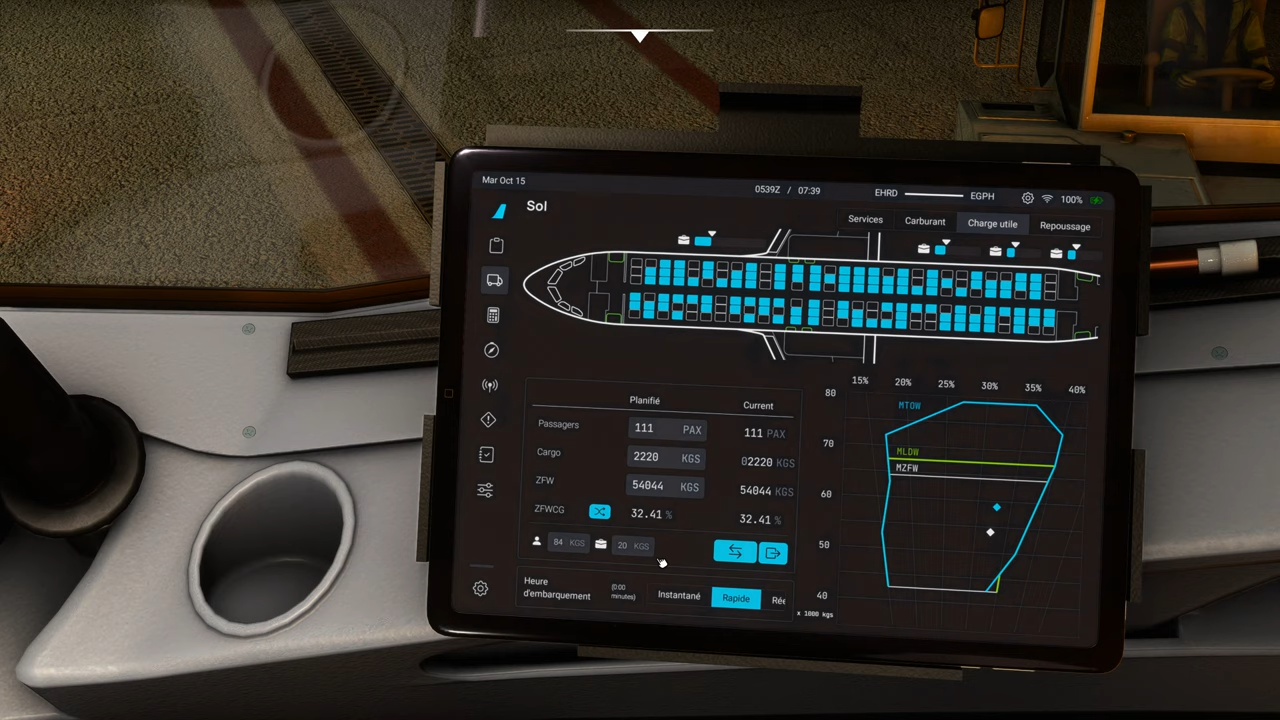 Mar Oct 15
0539Z / 07:39
EHRD EGPH
100%
Sol
Services Carburant Charge utile Repoussage
Planifié Current
Passagers 111 PAX 111 PAX
Cargo 2220 KGS 02220 KGS
ZFW 54044 KGS 54044 KGS
ZFWCG 32.41 % 32.41 %
84 KGS 20 KGS
Heure d'embarquement (0:00 minutes) Instantané Rapide Rée
15% 20% 25% 30% 35% 40%
80
MTOW
70
MLDW
MZFW
60
50
40
x 1000 kgs